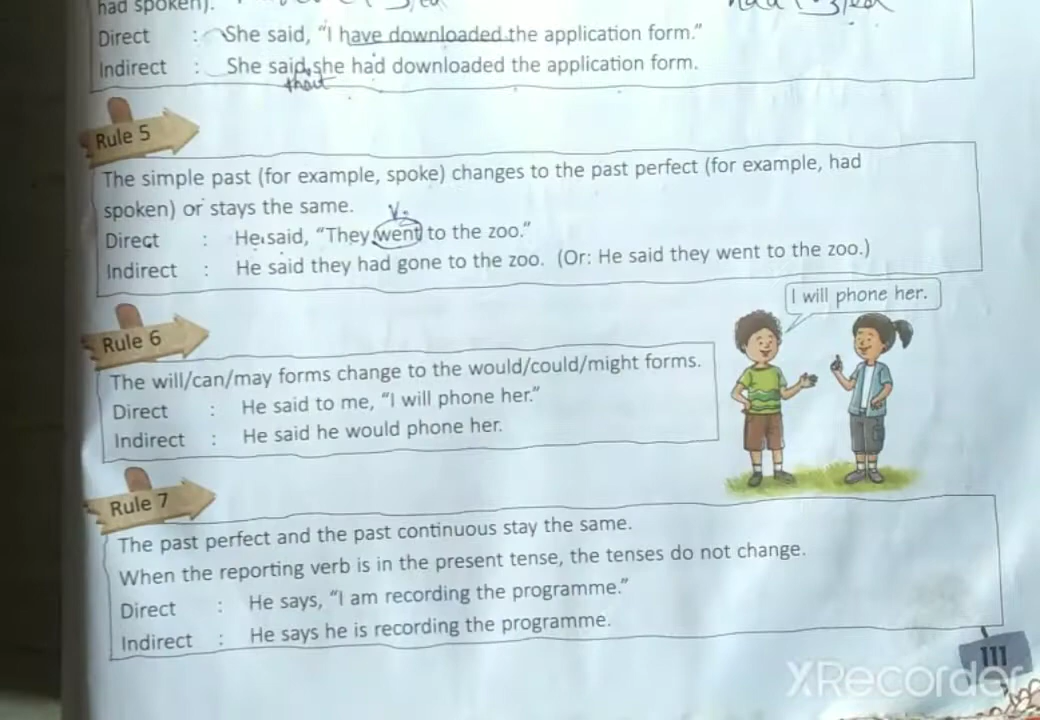 had spoken).
Direct : She said, "I have downloaded the application form."
Indirect : She said, she had downloaded the application form.
that
Rule 5
The simple past (for example, spoke) changes to the past perfect (for example, had
spoken) or stays the same.
V.
Direct : He said, "They went to the zoo."
Indirect : He said they had gone to the zoo. (Or: He said they went to the zoo.)
I will phone her.
Rule 6
The will/can/may forms change to the would/could/might forms.
Direct : He said to me, "I will phone her."
Indirect : He said he would phone her.
Rule 7
The past perfect and the past continuous stay the same.
When the reporting verb is in the present tense, the tenses do not change.
Direct : He says, "I am recording the programme."
Indirect : He says he is recording the programme.
111
XRecorder